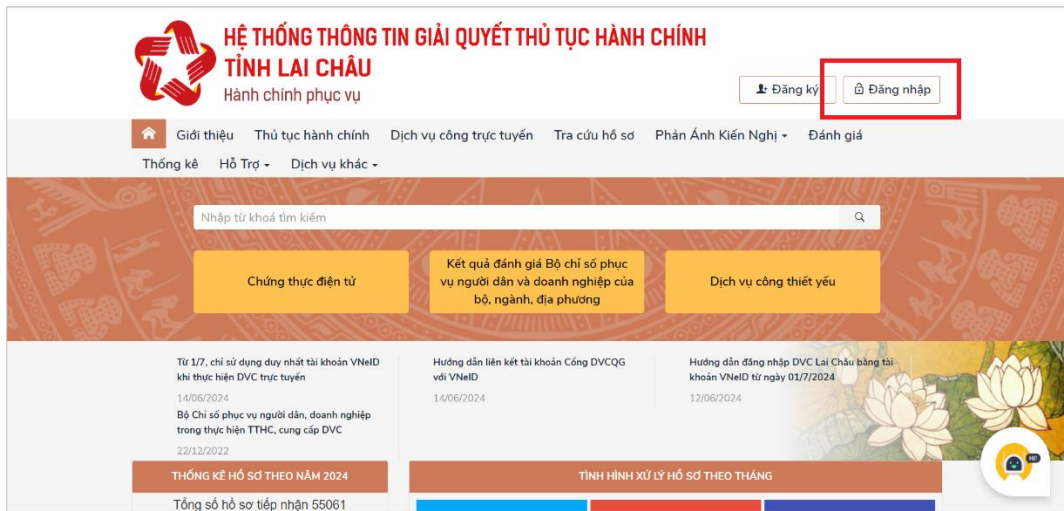 HỆ THỐNG THÔNG TIN GIẢI QUYẾT THỦ TỤC HÀNH CHÍNH
TỈNH LAI CHÂU
Hành chính phục vụ
Đăng ký
Đăng nhập
Giới thiệu Thủ tục hành chính Dịch vụ công trực tuyến Tra cứu hồ sơ Phản Ánh Kiến Nghị Đánh giá
Thống kê Hỗ Trợ Dịch vụ khác
Nhập từ khoá tìm kiếm
Chứng thực điện tử
Kết quả đánh giá Bộ chỉ số phục
vụ người dân và doanh nghiệp của
bộ, ngành, địa phương
Dịch vụ công thiết yếu
Từ 1/7, chỉ sử dụng duy nhất tài khoản VNeID
khi thực hiện DVC trực tuyến
14/06/2024
Bộ Chỉ số phục vụ người dân, doanh nghiệp
trong thực hiện TTHC, cung cấp DVC
22/12/2022
Hướng dẫn liên kết tài khoản Cổng DVCQG
với VNeID
14/06/2024
Hướng dẫn đăng nhập DVC Lai Châu bằng tài
khoản VNeID từ ngày 01/7/2024
12/06/2024
HI!
THỐNG KÊ HỒ SƠ THEO NĂM 2024
Tổng số hồ sơ tiếp nhận 55061
TÌNH HÌNH XỬ LÝ HỒ SƠ THEO THÁNG